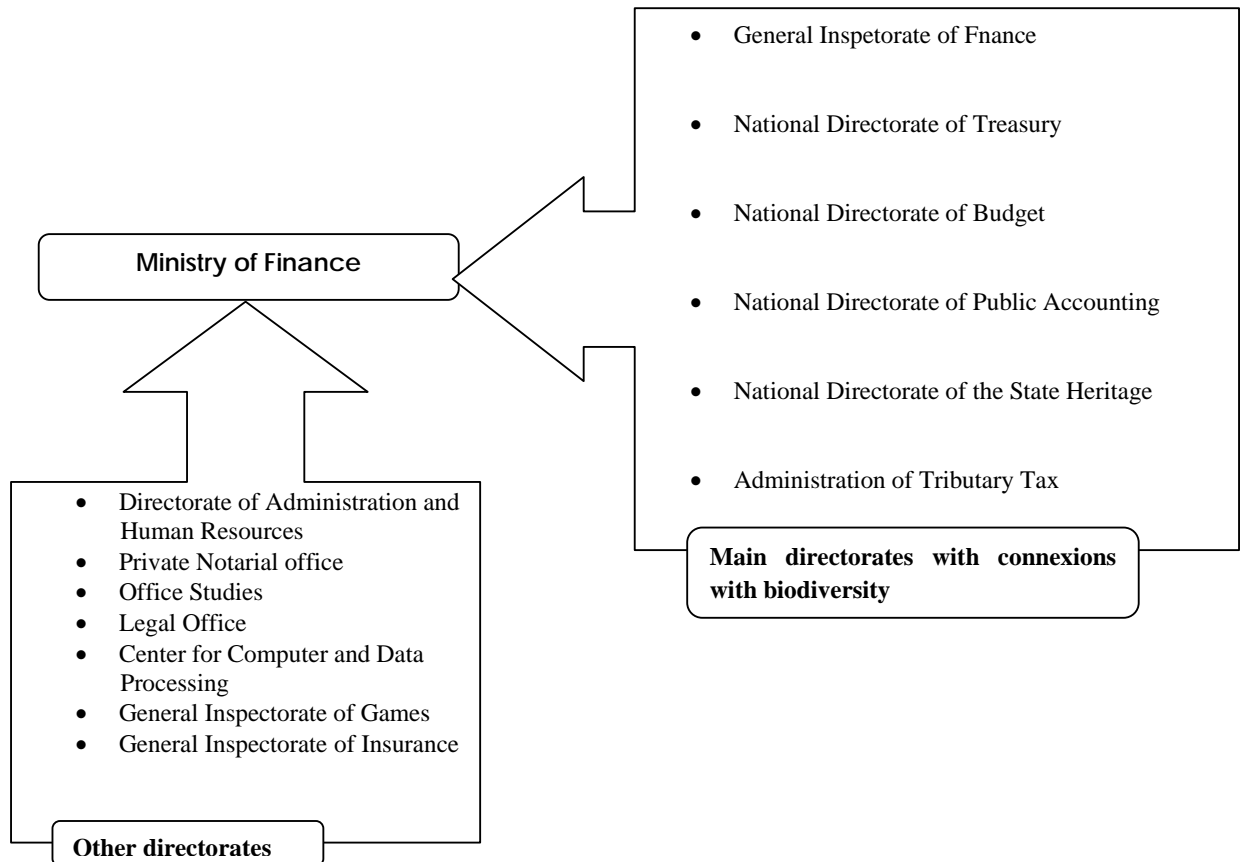 • General Inspetorate of Fnance
• National Directorate of Treasury
• National Directorate of Budget
Ministry of Finance
• National Directorate of Public Accounting
• National Directorate of the State Heritage
• Administration of Tributary Tax
Main directorates with connexions
with biodiversity
• Directorate of Administration and
Human Resources
• Private Notarial office
• Office Studies
• Legal Office
• Center for Computer and Data
Processing
• General Inspectorate of Games
• General Inspectorate of Insurance
Other directorates